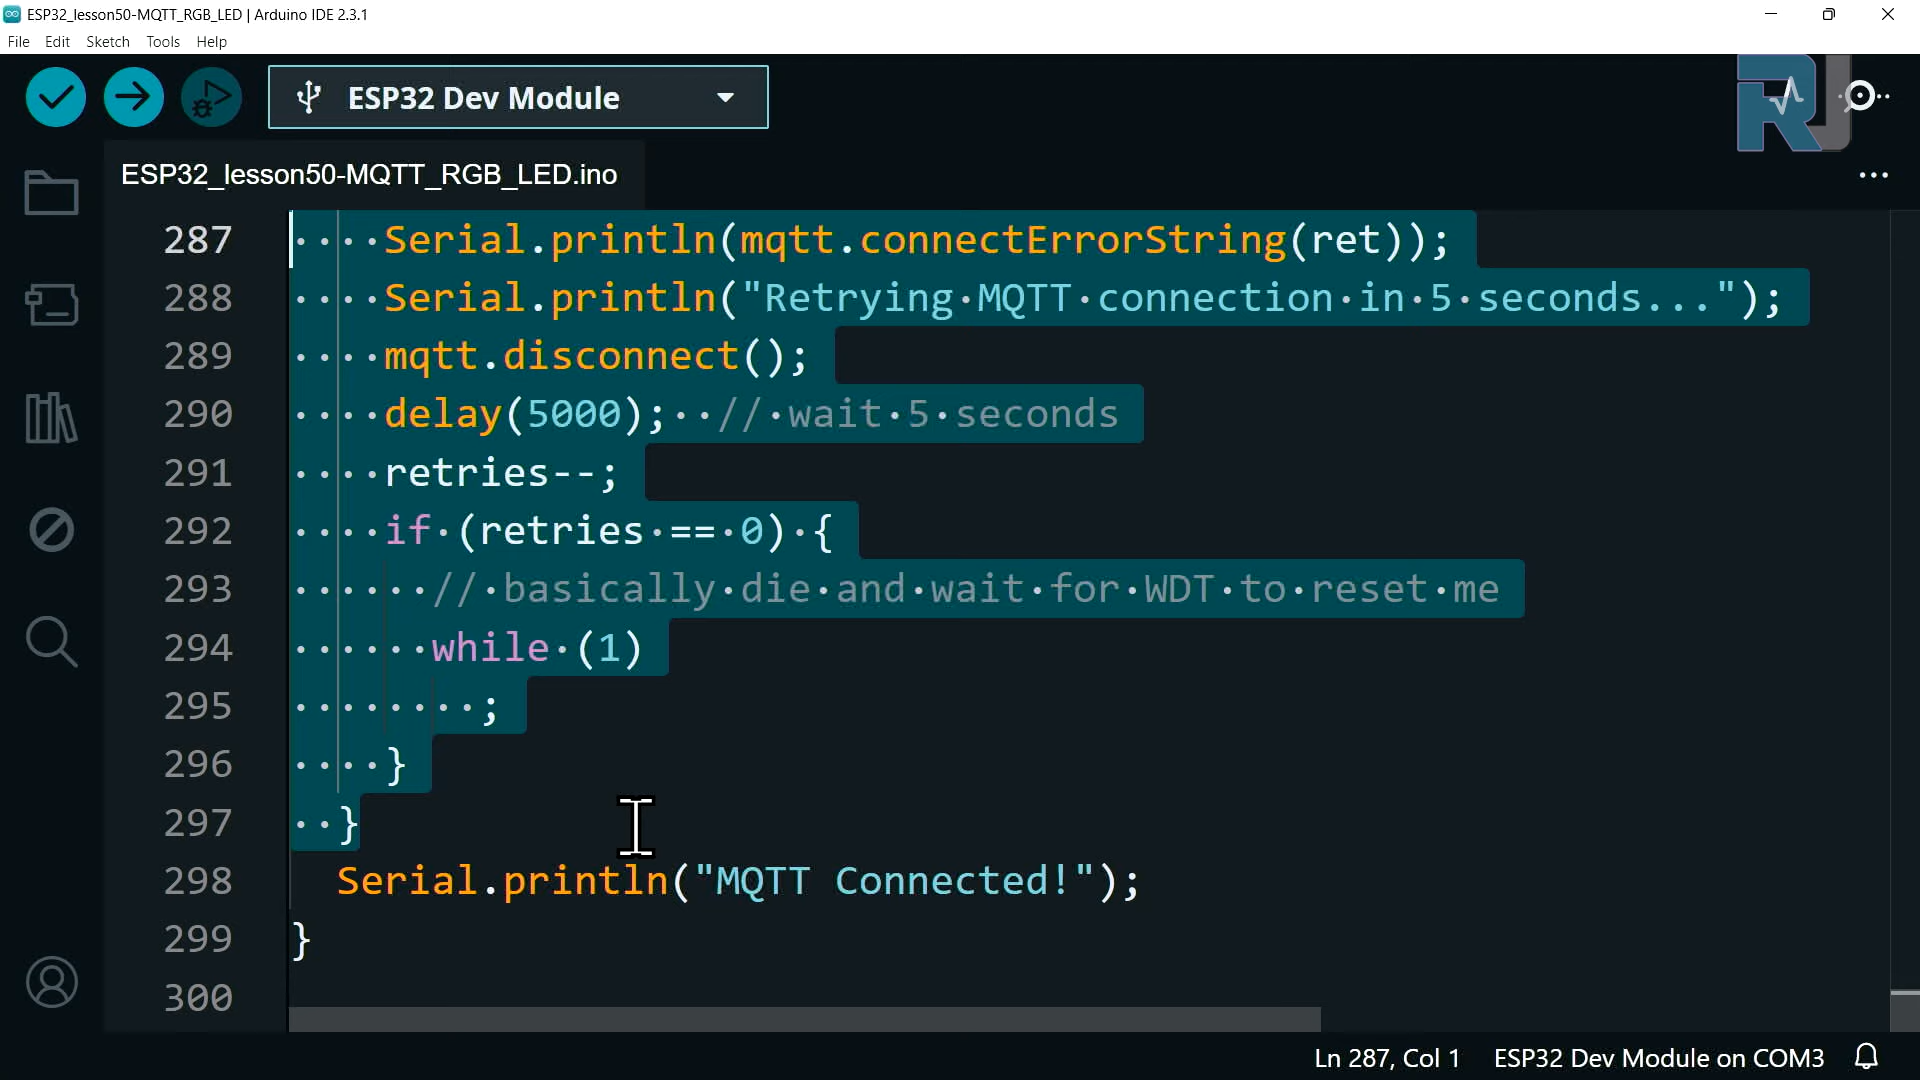 ESP32_lesson50-MQTT_RGB_LED | Arduino IDE 2.3.1
File Edit Sketch Tools Help
ESP32 Dev Module
RJ
ESP32_lesson50-MQTT_RGB_LED.ino
287 Serial.println(mqtt.connectErrorString(ret));
288 Serial.println("Retrying MQTT connection in 5 seconds...");
289 mqtt.disconnect();
290 delay(5000);  // wait 5 seconds
291 retries--;
292 if (retries == 0) {
293 // basically die and wait for WDT to reset me
294 while (1)
295 ;
296 }
297 }
298 Serial.println("MQTT Connected!");
299 }
300
Ln 287, Col 1 ESP32 Dev Module on COM3